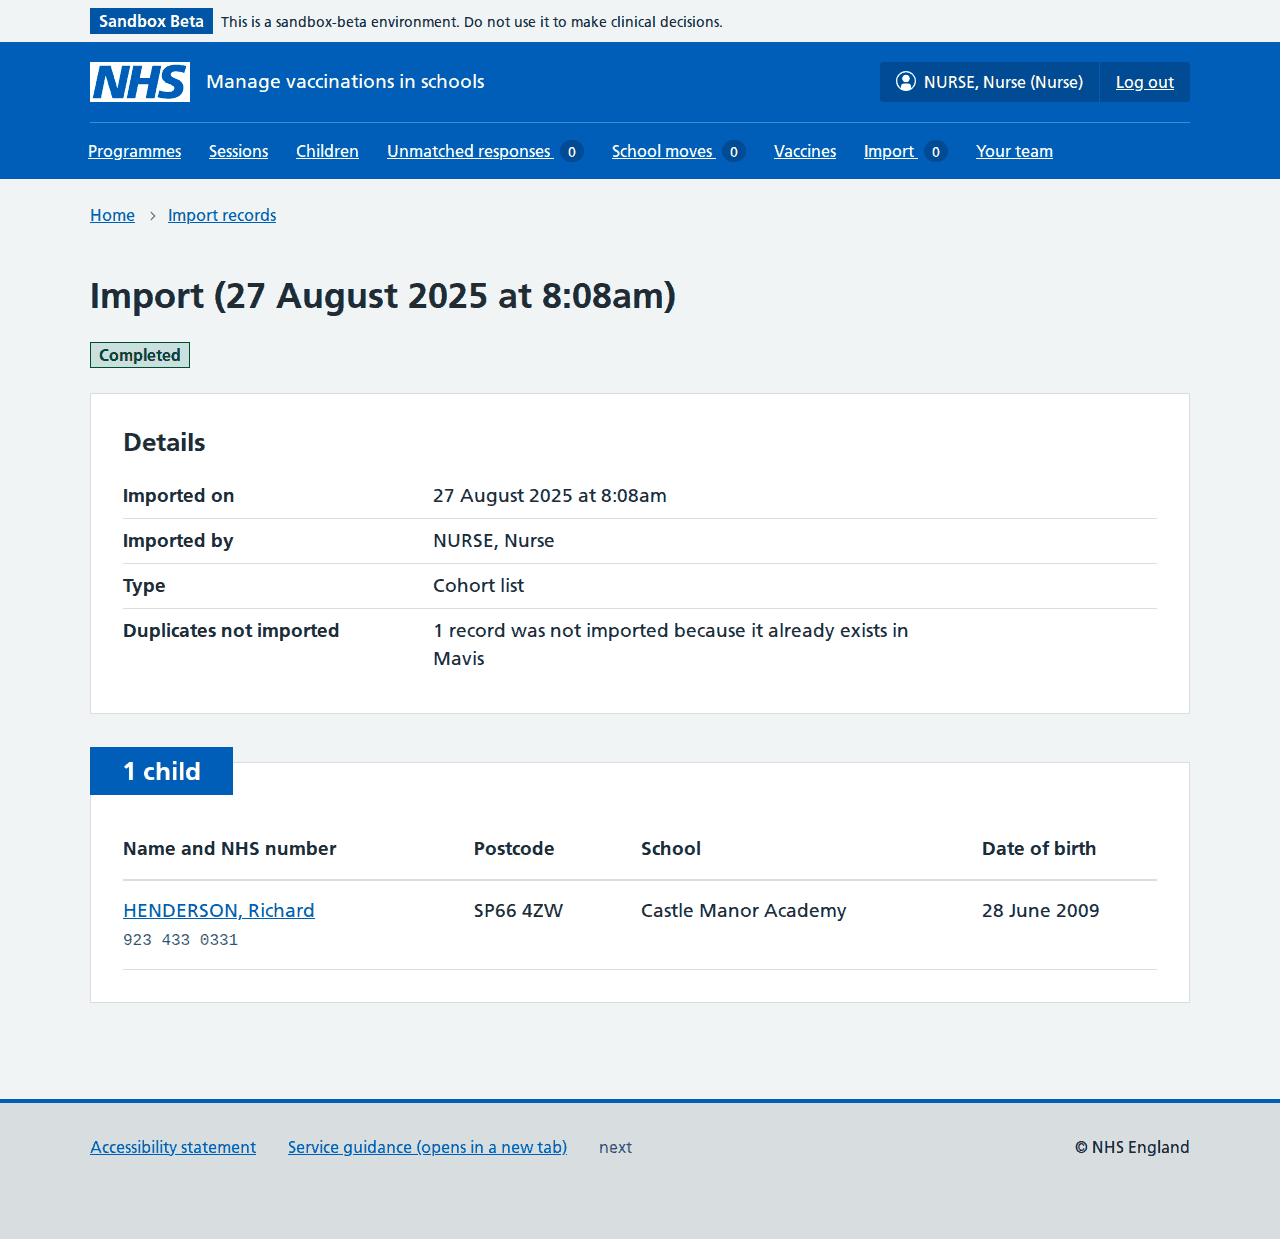 Sandbox Beta This is a sandbox-beta environment. Do not use it to make clinical decisions.
NHS Manage vaccinations in schools NURSE, Nurse (Nurse) Log out
Programmes Sessions Children Unmatched responses 0 School moves 0 Vaccines Import 0 Your team
Home Import records
Import (27 August 2025 at 8:08am)
Completed
Details
Imported on 27 August 2025 at 8:08am
Imported by NURSE, Nurse
Type Cohort list
Duplicates not imported 1 record was not imported because it already exists in
Mavis
1 child
Name and NHS number Postcode School Date of birth
HENDERSON, Richard SP66 4ZW Castle Manor Academy 28 June 2009
923 433 0331
Accessibility statement Service guidance (opens in a new tab) next © NHS England